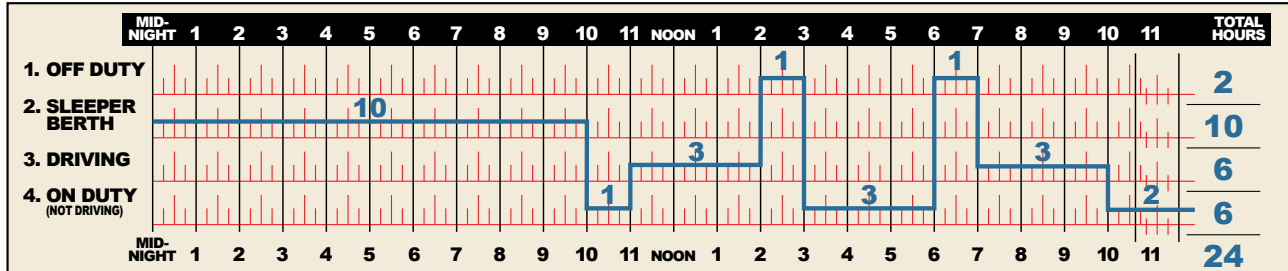 MID-NIGHT 1 2 3 4 5 6 7 8 9 10 11 NOON 1 2 3 4 5 6 7 8 9 10 11 TOTAL HOURS
1. OFF DUTY 1 1 2
2. SLEEPER BERTH 10 10
3. DRIVING 3 3 6
4. ON DUTY (NOT DRIVING) 1 3 2 6
MID-NIGHT 1 2 3 4 5 6 7 8 9 10 11 NOON 1 2 3 4 5 6 7 8 9 10 11 24